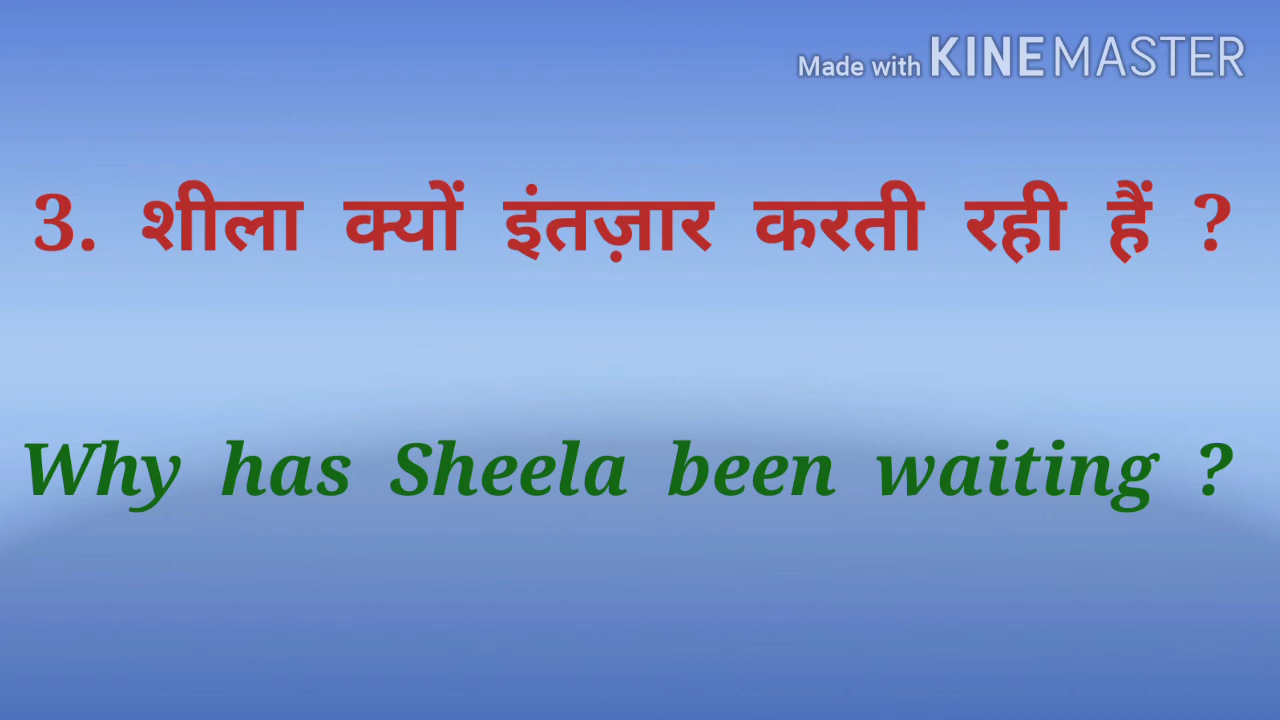 Made with KINEMASTER
3. शीला क्यों इंतज़ार करती रही हैं ?
Why has Sheela been waiting ?